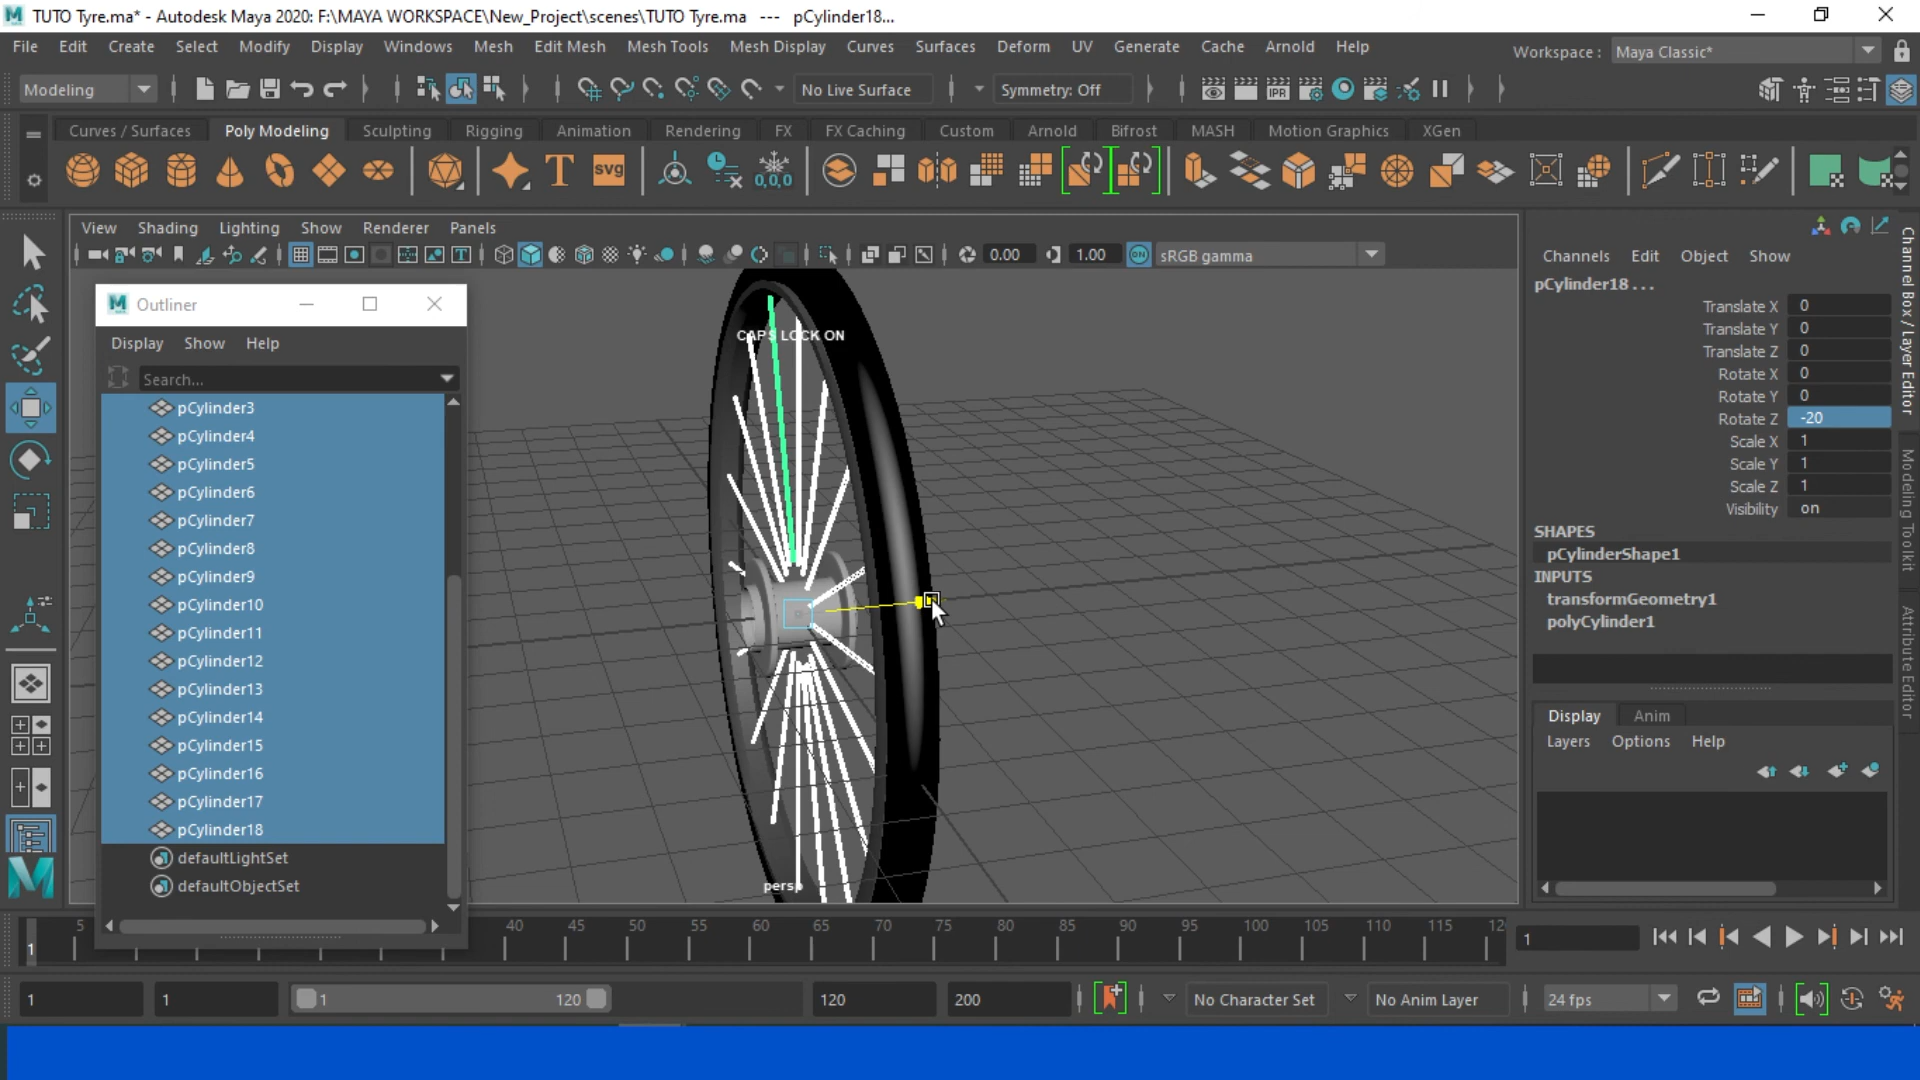 TUTO Tyre.ma* - Autodesk Maya 2020: F:\MAYA WORKSPACE\New_Project\scenes\TUTO Tyre.ma --- pCylinder18...
File Edit Create Select Modify Display Windows Mesh Edit Mesh Mesh Tools Mesh Display Curves Surfaces Deform UV Generate Cache Arnold Help
Workspace : Maya Classic*
Modeling
No Live Surface
Symmetry: Off
IPR
Curves / Surfaces Poly Modeling Sculpting Rigging Animation Rendering FX FX Caching Custom Arnold Bifrost MASH Motion Graphics XGen
T
SVG
0,0,0
View Shading Lighting Show Renderer Panels
0.00
1.00
ON
sRGB gamma
Outliner
Display Show Help
Search...
pCylinder3
pCylinder4
pCylinder5
pCylinder6
pCylinder7
pCylinder8
pCylinder9
pCylinder10
pCylinder11
pCylinder12
pCylinder13
pCylinder14
pCylinder15
pCylinder16
pCylinder17
pCylinder18
defaultLightSet
defaultObjectSet
CAPS LOCK ON
persp
Channels Edit Object Show
pCylinder18 . . .
Translate X 0
Translate Y 0
Translate Z 0
Rotate X 0
Rotate Y 0
Rotate Z -20
Scale X 1
Scale Y 1
Scale Z 1
Visibility on
SHAPES
pCylinderShape1
INPUTS
transformGeometry1
polyCylinder1
Display Anim
Layers Options Help
Channel Box / Layer Editor
Modeling Toolkit
Attribute Editor
1 5 40 45 50 55 60 65 70 75 80 85 90 95 100 105 110 115 12
1
1
1
1 120
120
200
No Character Set
No Anim Layer
24 fps